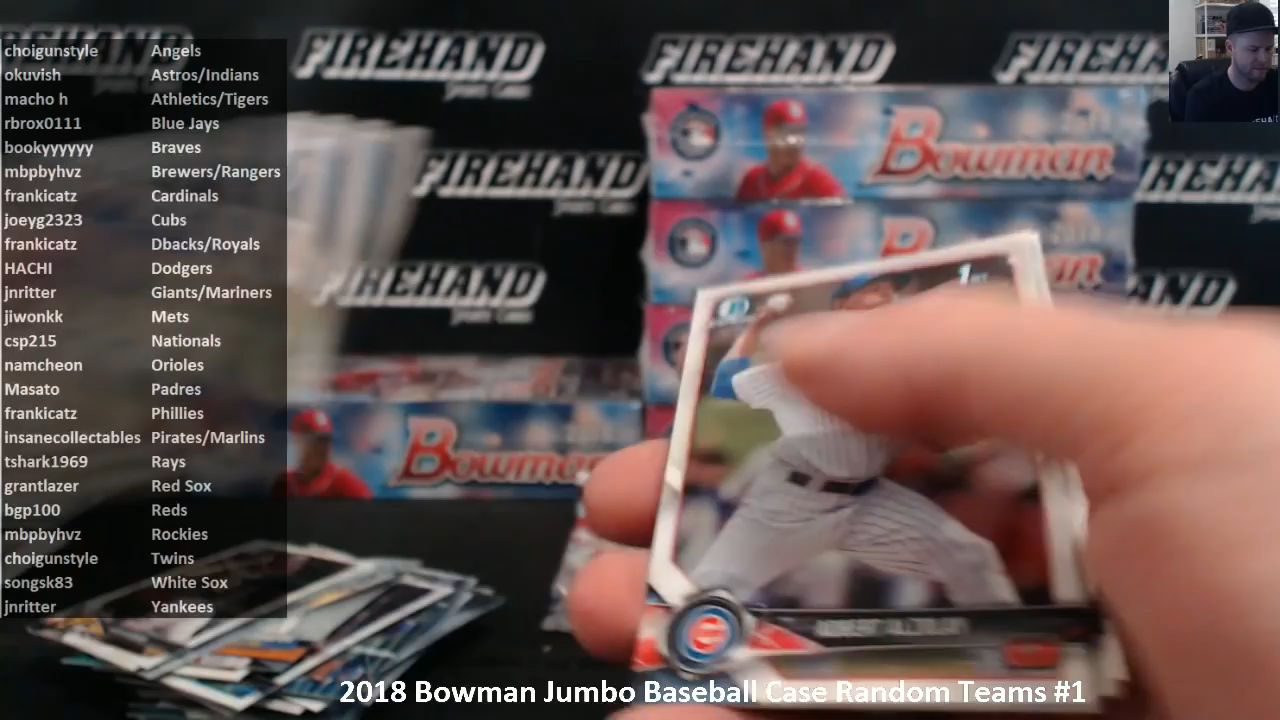 choigunstyle Angels
okuvish Astros/Indians
macho h Athletics/Tigers
rbrox0111 Blue Jays
bookyyyyyy Braves
mbpbyhvz Brewers/Rangers
frankicatz Cardinals
joeyg2323 Cubs
frankicatz Dbacks/Royals
HACHI Dodgers
jnritter Giants/Mariners
jiwonkk Mets
csp215 Nationals
namcheon Orioles
Masato Padres
frankicatz Phillies
insanecollectables Pirates/Marlins
tshark1969 Rays
grantlazer Red Sox
bgp100 Reds
mbpbyhvz Rockies
choigunstyle Twins
songsk83 White Sox
jnritter Yankees
FIREHAND
FIREHAND
FIREHAND
FIREHAND
FIREHAND
Bowman
Bowman
1st
2018 Bowman Jumbo Baseball Case Random Teams #1